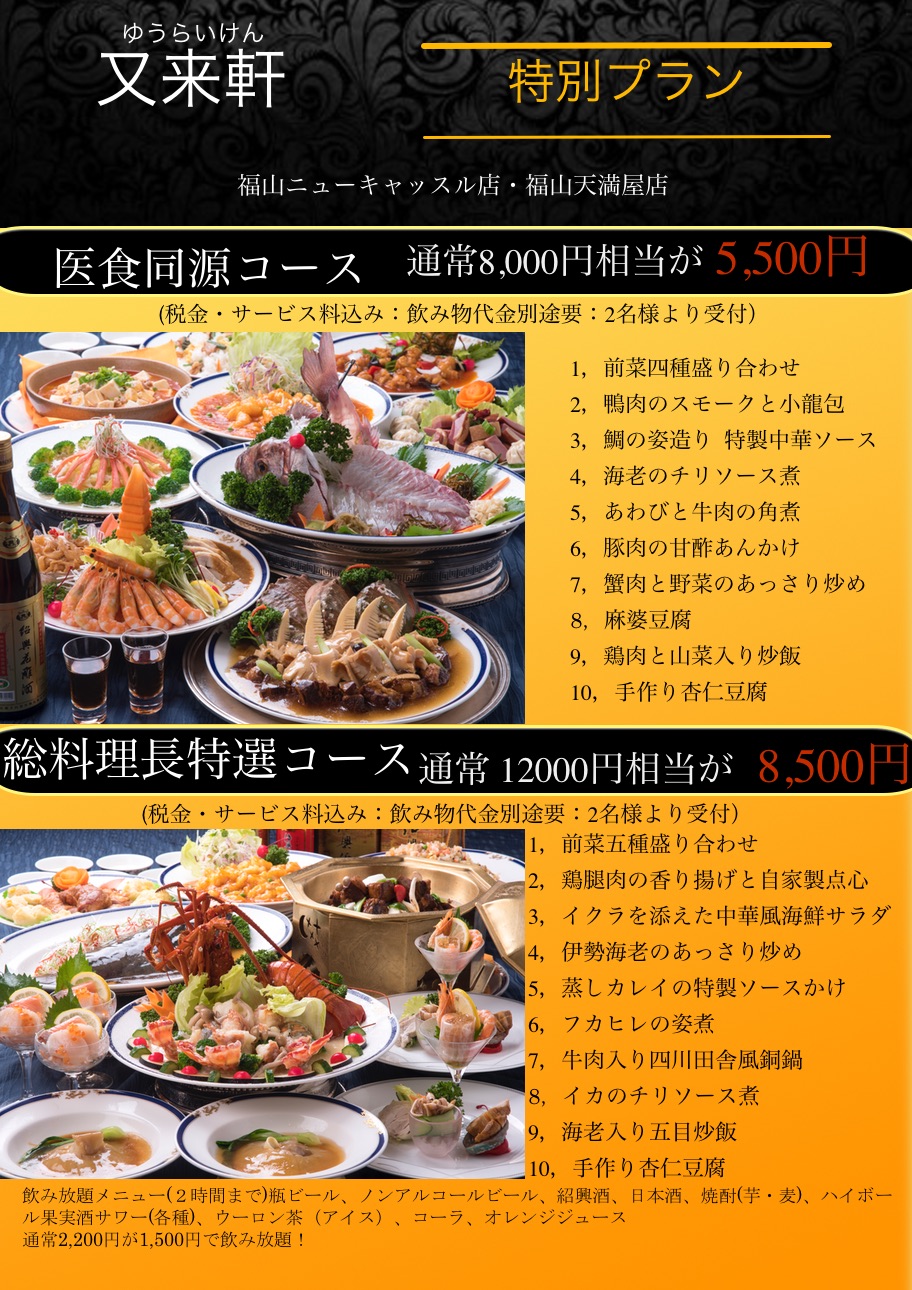 ゆうらいけん
又来軒
特別プラン
福山ニューキャッスル店・福山天満屋店
医食同源コース 通常8,000円相当が 5,500円
(税金・サービス料込み：飲み物代金別途要：2名様より受付)
1, 前菜四種盛り合わせ
2, 鴨肉のスモークと小龍包
3, 鯛の姿造り 特製中華ソース
4, 海老のチリソース煮
5, あわびと牛肉の角煮
6, 豚肉の甘酢あんかけ
7, 蟹肉と野菜のあっさり炒め
8, 麻婆豆腐
9, 鶏肉と山菜入り炒飯
10, 手作り杏仁豆腐
紹興花雕酒
総料理長特選コース 通常 12000円相当が 8,500円
(税金・サービス料込み：飲み物代金別途要：2名様より受付)
1, 前菜五種盛り合わせ
2, 鶏腿肉の香り揚げと自家製点心
3, イクラを添えた中華風海鮮サラダ
4, 伊勢海老のあっさり炒め
5, 蒸しカレイの特製ソースかけ
6, フカヒレの姿煮
7, 牛肉入り四川田舎風銅鍋
8, イカのチリソース煮
9, 海老入り五目炒飯
10, 手作り杏仁豆腐
飲み放題メニュー(２時間まで)瓶ビール、ノンアルコールビール、紹興酒、日本酒、焼酎(芋・麦)、ハイボー
ル果実酒サワー(各種)、ウーロン茶（アイス）、コーラ、オレンジジュース
通常2,200円が1,500円で飲み放題！